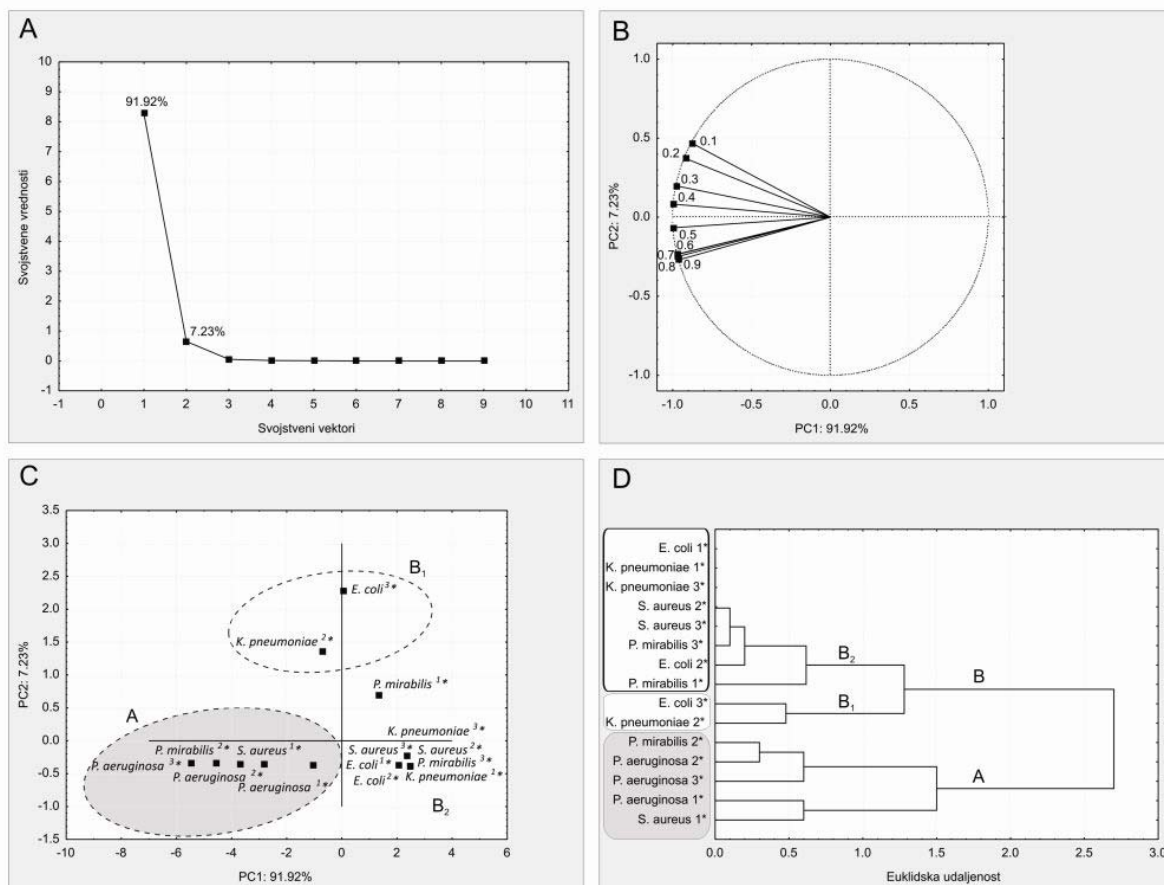 A
10
9
8
7
6
5
4
3
2
1
0
-1
Svojstvene vrednosti
91.92%
7.23%
-1 0 1 2 3 4 5 6 7 8 9 10 11
Svojstveni vektori
B
1.0
0.5
0.0
-0.5
-1.0
PC2: 7.23%
0.1
0.2
0.3
0.4
0.5
0.6
0.7
0.8 0.9
-1.0 -0.5 0.0 0.5 1.0
PC1: 91.92%
C
3.5
3.0
2.5
2.0
1.5
1.0
0.5
0.0
-0.5
-1.0
-1.5
PC2: 7.23%
B1
E. coli 3*
K. pneumoniae 2*
P. mirabilis 1*
A
K. pneumoniae 3*
P. mirabilis 2* S. aureus 1* S. aureus 3* S. aureus 2*
P. aeruginosa 3* E. coli 1* P. mirabilis 3*
P. aeruginosa 2* E. coli 2* K. pneumoniae 1*
P. aeruginosa 1*
B2
-10 -8 -6 -4 -2 0 2 4 6
PC1: 91.92%
D
E. coli 1*
K. pneumoniae 1*
K. pneumoniae 3*
S. aureus 2*
S. aureus 3*
P. mirabilis 3*
E. coli 2*
P. mirabilis 1*
E. coli 3*
K. pneumoniae 2*
P. mirabilis 2*
P. aeruginosa 2*
P. aeruginosa 3*
P. aeruginosa 1*
S. aureus 1*
B2
B
B1
A
0.0 0.5 1.0 1.5 2.0 2.5 3.0
Euklidska udaljenost